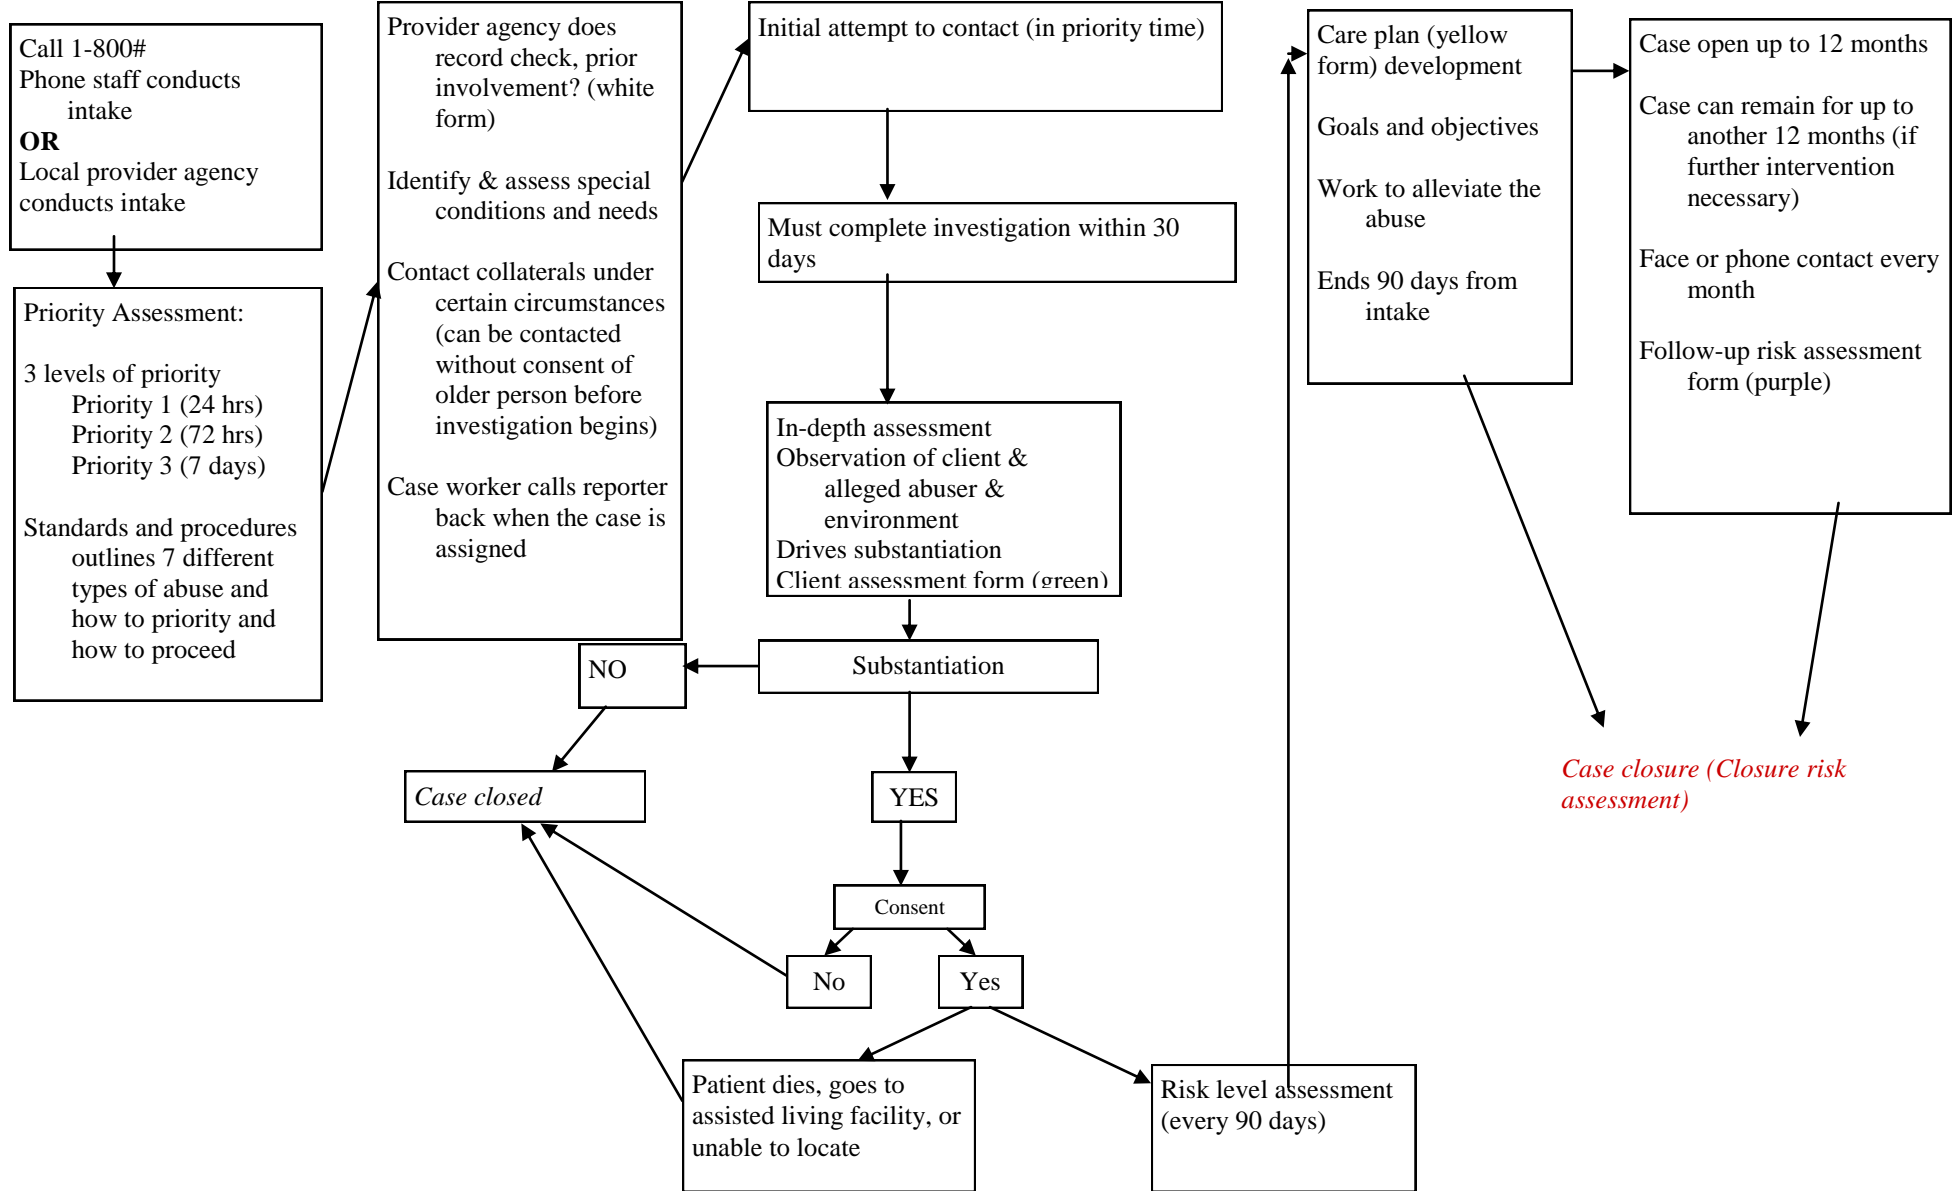 Call 1-800#
Phone staff conducts
intake
OR
Local provider agency
conducts intake
Priority Assessment:
3 levels of priority
Priority 1 (24 hrs)
Priority 2 (72 hrs)
Priority 3 (7 days)
Standards and procedures
outlines 7 different
types of abuse and
how to priority and
how to proceed
Provider agency does
record check, prior
involvement? (white
form)
Identify & assess special
conditions and needs
Contact collaterals under
certain circumstances
(can be contacted
without consent of
older person before
investigation begins)
Case worker calls reporter
back when the case is
assigned
Initial attempt to contact (in priority time)
Must complete investigation within 30
days
In-depth assessment
Observation of client &
alleged abuser &
environment
Drives substantiation
Client assessment form (green)
Substantiation
NO
Case closed
YES
Consent
No
Yes
Patient dies, goes to
assisted living facility, or
unable to locate
Risk level assessment
(every 90 days)
Care plan (yellow
form) development
Goals and objectives
Work to alleviate the
abuse
Ends 90 days from
intake
Case open up to 12 months
Case can remain for up to
another 12 months (if
further intervention
necessary)
Face or phone contact every
month
Follow-up risk assessment
form (purple)
Case closure (Closure risk
assessment)